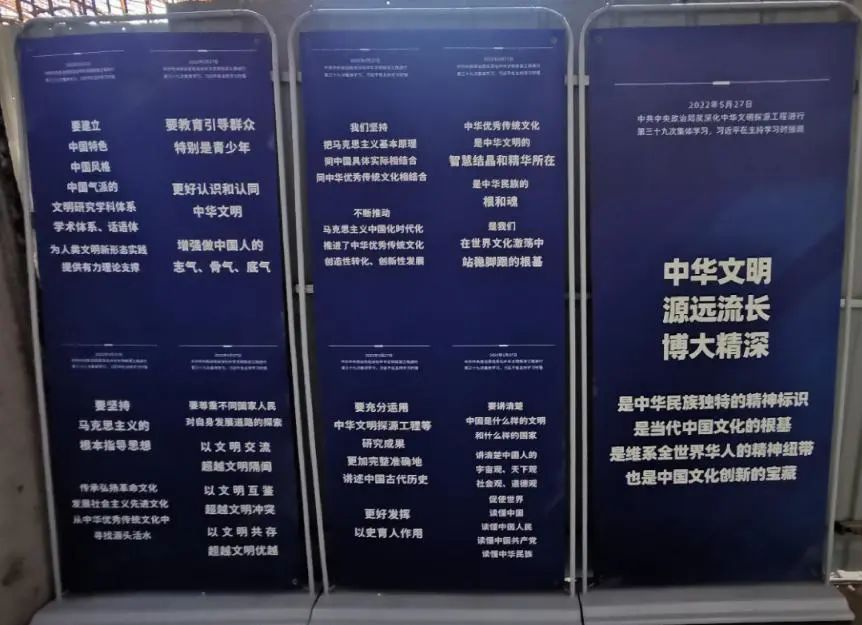 要建立
中国特色
中国风格
中国气派的
文明研究学科体系
学术体系、话语体
为人类文明新形态实践
提供有力理论支撑
要教育引导群众
特别是青少年
更好认识和认同
中华文明
增强做中国人的
志气、骨气、底气
要坚持
马克思主义的
根本指导思想
传承弘扬革命文化
发展社会主义先进文化
从中华优秀传统文化中
寻找源头活水
要尊重不同国家人民
对自身发展道路的探索
以文明交流
超越文明隔阂
以文明互鉴
超越文明冲突
以文明共存
超越文明优越
我们坚持
把马克思主义基本原理
同中国具体实际相结合
同中华优秀传统文化相结合
不断推动
马克思主义中国化时代化
推进了中华优秀传统文化
创造性转化、创新性发展
中华优秀传统文化
是中华文明的
智慧结晶和精华所在
是中华民族的
根和魂
是我们
在世界文化激荡中
站稳脚跟的根基
要充分运用
中华文明探源工程等
研究成果
更加完整准确地
讲述中国古代历史
更好发挥
以史育人作用
要讲清楚
中国是什么样的文明
和什么样的国家
讲清楚中国人的
宇宙观、天下观
社会观、道德观
促使世界
读懂中国
读懂中国人民
读懂中国共产党
读懂中华民族
2022年5月27日
中共中央政治局就深化中华文明探源工程进行
第三十九次集体学习，习近平在主持学习时强调
中华文明
源远流长
博大精深
是中华民族独特的精神标识
是当代中国文化的根基
是维系全世界华人的精神纽带
也是中国文化创新的宝藏